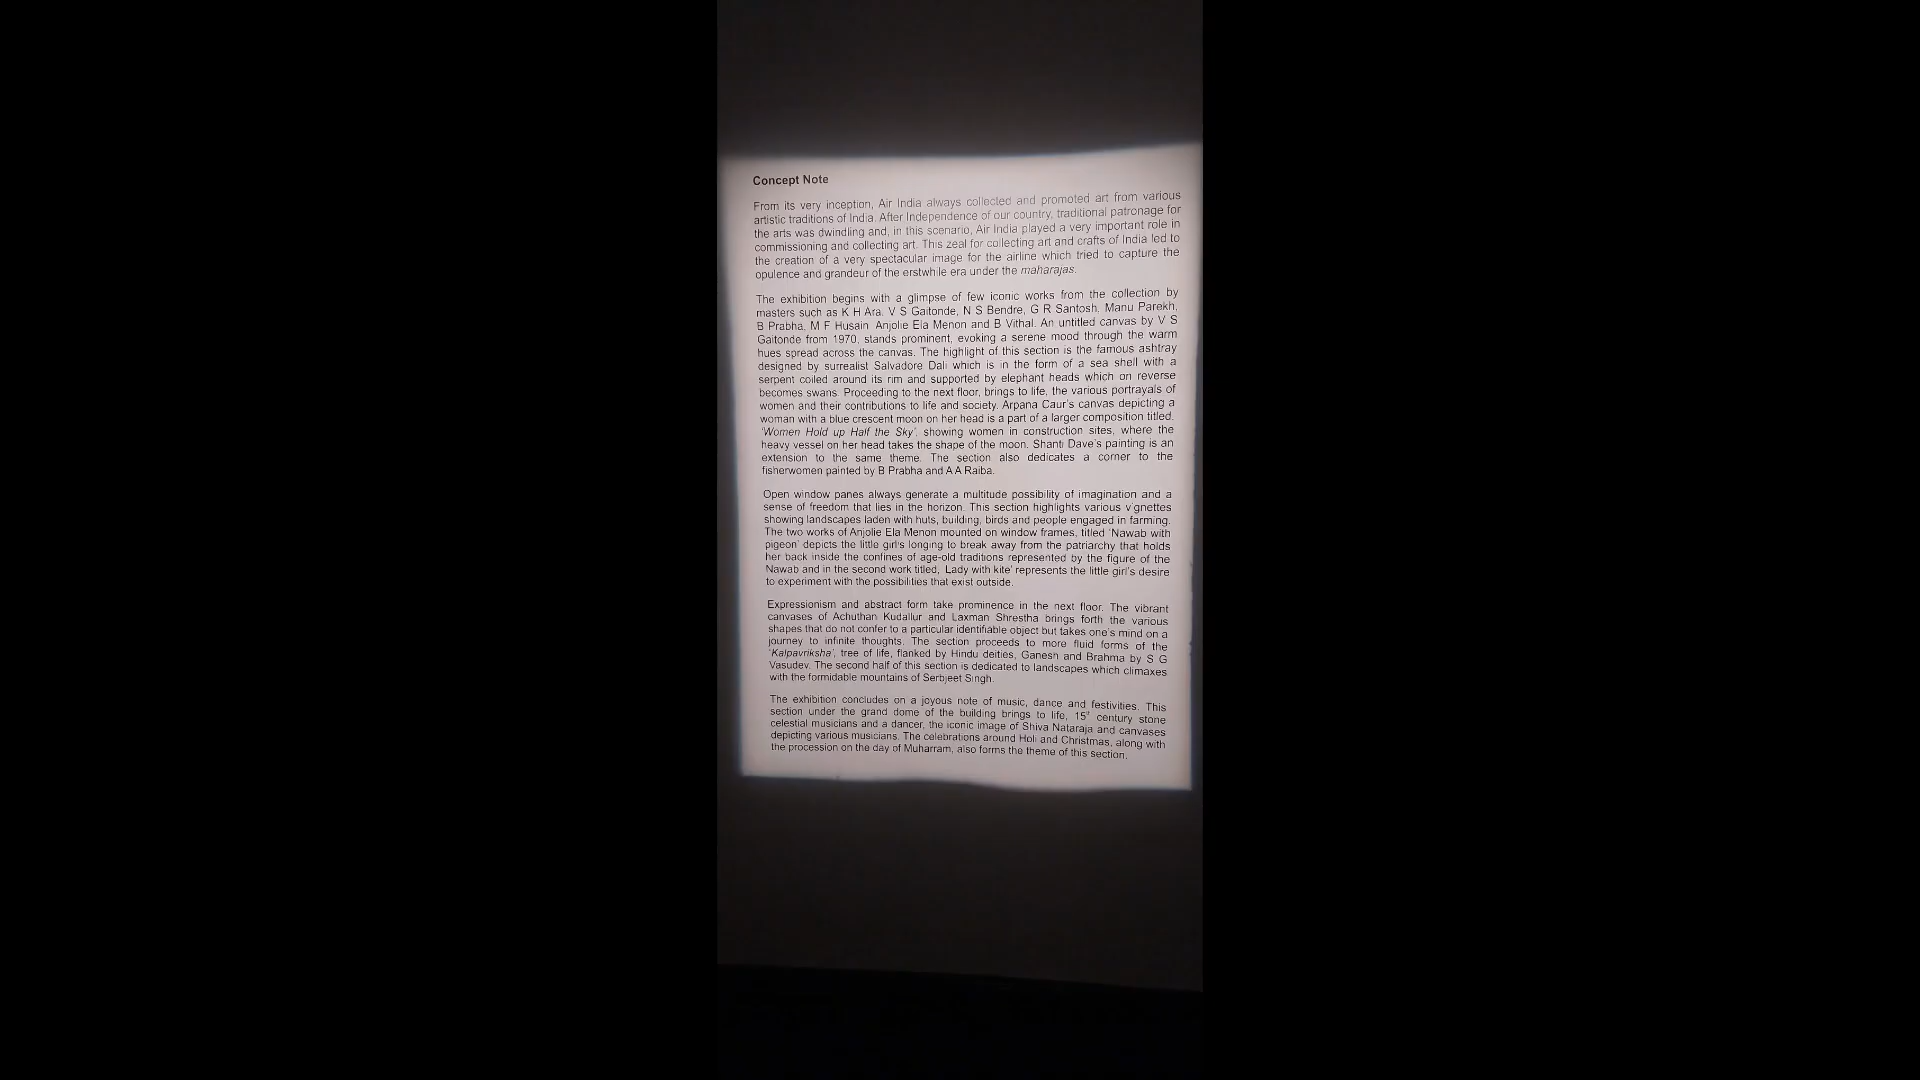 Concept Note
From its very inception, Air India always collected and promoted art from various
artistic traditions of India. After Independence of our country, traditional patronage for
the arts was dwindling and, in this scenario, Air India played a very important role in
commissioning and collecting art. This zeal for collecting art and crafts of India led to
the creation of a very spectacular image for the airline which tried to capture the
opulence and grandeur of the erstwhile era under the maharajas.
The exhibition begins with a glimpse of few iconic works from the collection by
masters such as K H Ara, V S Gaitonde, N S Bendre, G R Santosh, Manu Parekh,
B Prabha, M F Husain, Anjolie Ela Menon and B Vithal. An untitled canvas by V S
Gaitonde from 1970, stands prominent, evoking a serene mood through the warm
hues spread across the canvas. The highlight of this section is the famous ashtray
designed by surrealist Salvadore Dali which is in the form of a sea shell with a
serpent coiled around its rim and supported by elephant heads which on reverse
becomes swans. Proceeding to the next floor, brings to life, the various portrayals of
women and their contributions to life and society. Arpana Caur's canvas depicting a
woman with a blue crescent moon on her head is a part of a larger composition titled,
'Women Hold up Half the Sky', showing women in construction sites, where the
heavy vessel on her head takes the shape of the moon. Shanti Dave's painting is an
extension to the same theme. The section also dedicates a corner to the
fisherwomen painted by B Prabha and A A Raiba.
Open window panes always generate a multitude possibility of imagination and a
sense of freedom that lies in the horizon. This section highlights various vignettes
showing landscapes laden with huts, building, birds and people engaged in farming.
The two works of Anjolie Ela Menon mounted on window frames, titled 'Nawab with
pigeon' depicts the little girl's longing to break away from the patriarchy that holds
her back inside the confines of age-old traditions represented by the figure of the
Nawab and in the second work titled, 'Lady with kite' represents the little girl's desire
to experiment with the possibilities that exist outside.
Expressionism and abstract form take prominence in the next floor. The vibrant
canvases of Achuthan Kudallur and Laxman Shrestha brings forth the various
shapes that do not confer to a particular identifiable object but takes one's mind on a
journey to infinite thoughts. The section proceeds to more fluid forms of the
'Kalpavriksha', tree of life, flanked by Hindu deities, Ganesh and Brahma by S G
Vasudev. The second half of this section is dedicated to landscapes which climaxes
with the formidable mountains of Serbjeet Singh.
The exhibition concludes on a joyous note of music, dance and festivities. This
section under the grand dome of the building brings to life, 15th century stone
celestial musicians and a dancer, the iconic image of Shiva Nataraja and canvases
depicting various musicians. The celebrations around Holi and Christmas, along with
the procession on the day of Muharram, also forms the theme of this section.